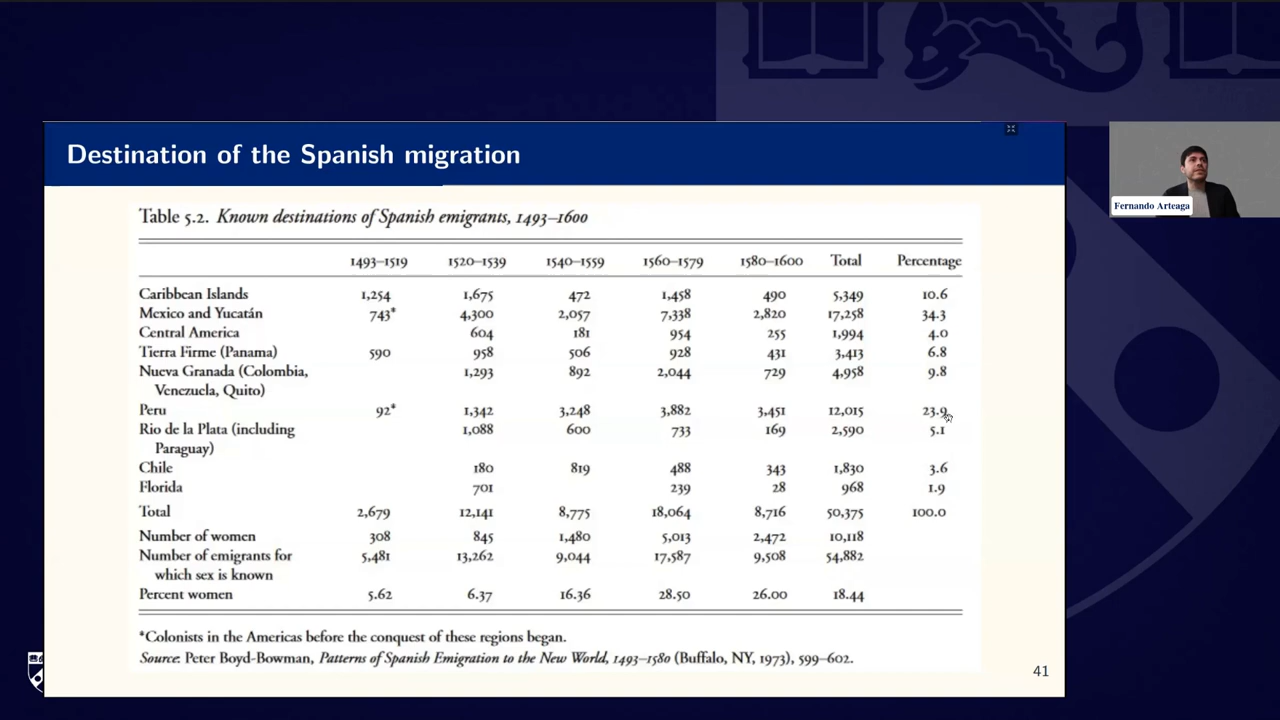 Destination of the Spanish migration
Fernando Arteaga
Table 5.2. Known destinations of Spanish emigrants, 1493–1600
1493–1519 1520–1539 1540–1559 1560–1579 1580–1600 Total Percentage
Caribbean Islands 1,254 1,675 472 1,458 490 5,349 10.6
Mexico and Yucatán 743* 4,300 2,057 7,338 2,820 17,258 34.3
Central America 604 181 954 255 1,994 4.0
Tierra Firme (Panama) 590 958 506 928 431 3,413 6.8
Nueva Granada (Colombia, 1,293 892 2,044 729 4,958 9.8
Venezuela, Quito)
Peru 92* 1,342 3,248 3,882 3,451 12,015 23.9
Rio de la Plata (including 1,088 600 733 169 2,590 5.1
Paraguay)
Chile 180 819 488 343 1,830 3.6
Florida 701 239 28 968 1.9
Total 2,679 12,141 8,775 18,064 8,716 50,375 100.0
Number of women 308 845 1,480 5,013 2,472 10,118
Number of emigrants for 5,481 13,262 9,044 17,587 9,508 54,882
which sex is known
Percent women 5.62 6.37 16.36 28.50 26.00 18.44
*Colonists in the Americas before the conquest of these regions began.
Source: Peter Boyd-Bowman, Patterns of Spanish Emigration to the New World, 1493–1580 (Buffalo, NY, 1973), 599–602.
41